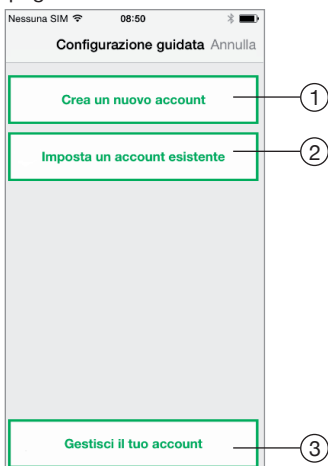 Nessuna SIM 08:50
Configurazione guidata Annulla
Crea un nuovo account
1
Imposta un account esistente
2
Gestisci il tuo account
3